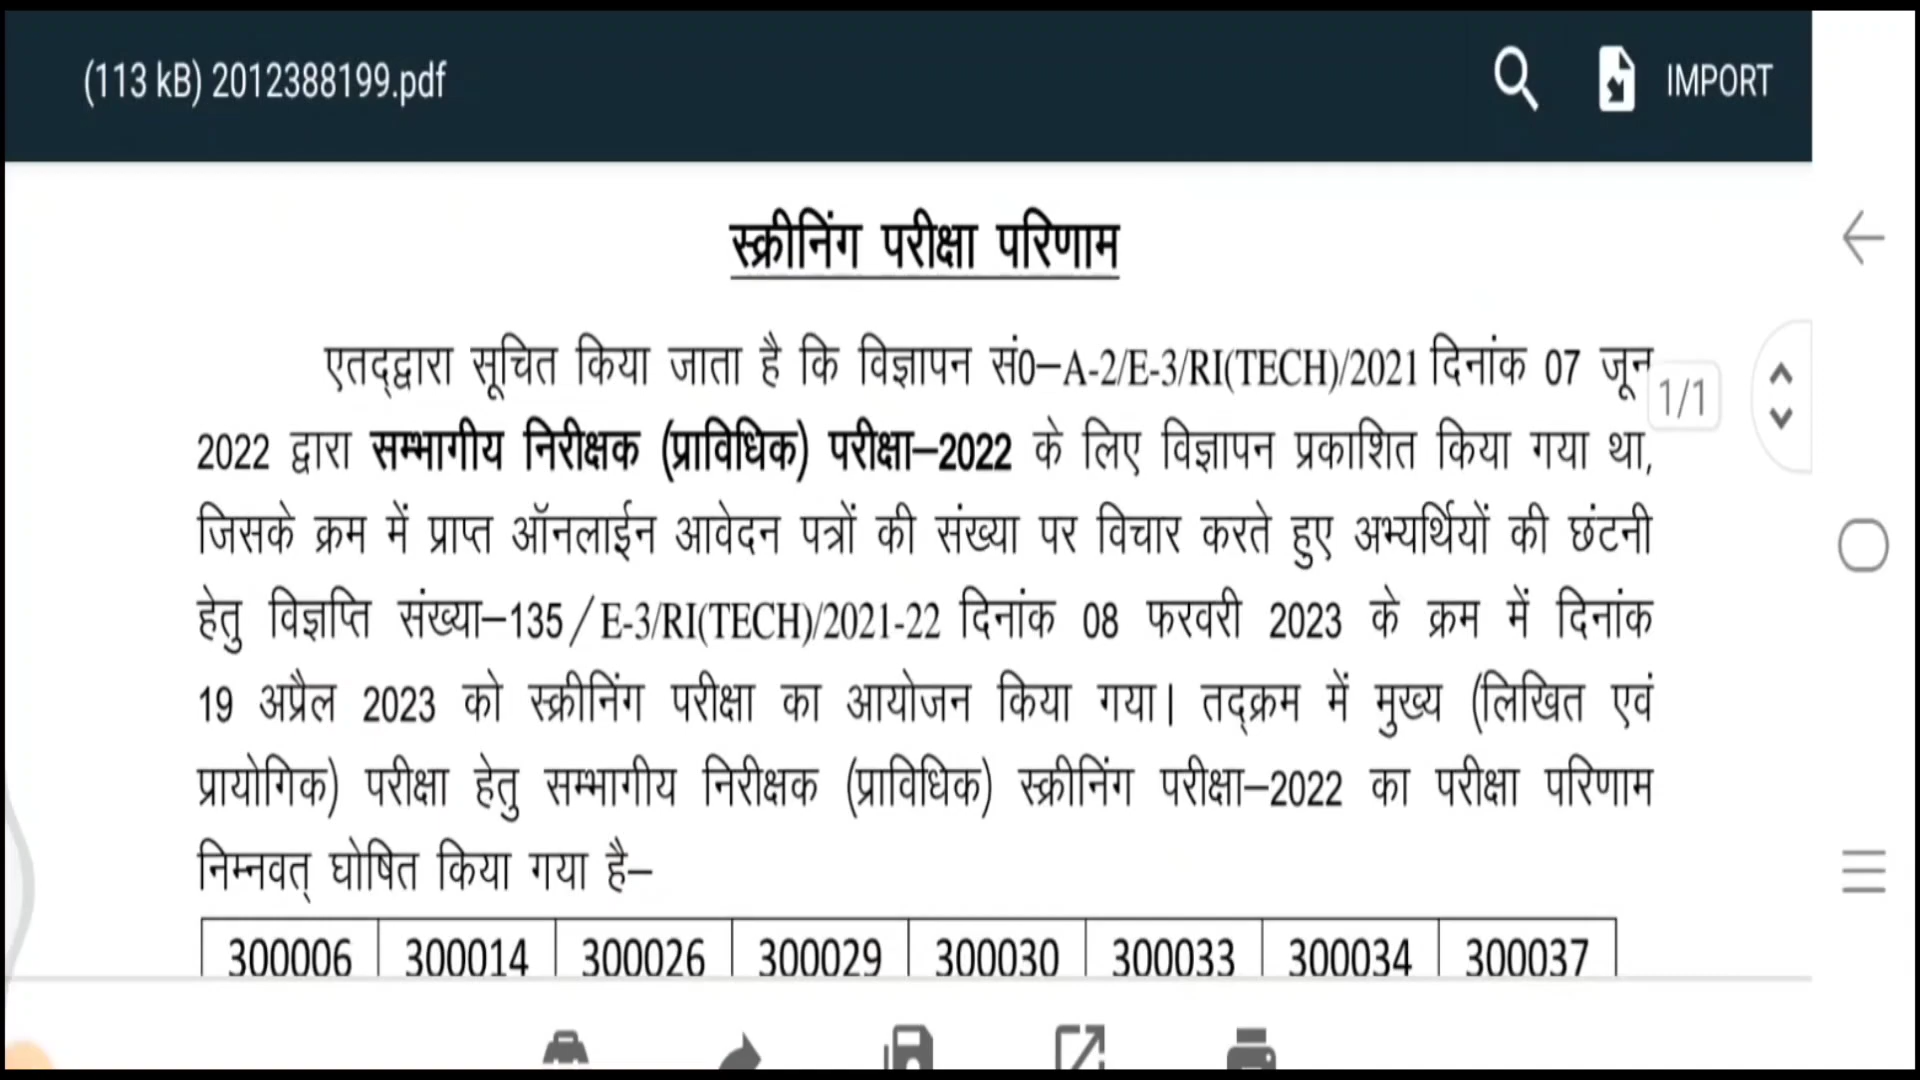 (113 kB) 2012388199.pdf
IMPORT
स्क्रीनिंग परीक्षा परिणाम
एतद्द्वारा सूचित किया जाता है कि विज्ञापन सं0–A-2/E-3/RI(TECH)/2021 दिनांक 07 जून
1/1
2022 द्वारा सम्भागीय निरीक्षक (प्राविधिक) परीक्षा–2022 के लिए विज्ञापन प्रकाशित किया गया था,
जिसके क्रम में प्राप्त ऑनलाईन आवेदन पत्रों की संख्या पर विचार करते हुए अभ्यर्थियों की छंटनी
हेतु विज्ञप्ति संख्या–135/E-3/RI(TECH)/2021-22 दिनांक 08 फरवरी 2023 के क्रम में दिनांक
19 अप्रैल 2023 को स्क्रीनिंग परीक्षा का आयोजन किया गया। तद्क्रम में मुख्य (लिखित एवं
प्रायोगिक) परीक्षा हेतु सम्भागीय निरीक्षक (प्राविधिक) स्क्रीनिंग परीक्षा–2022 का परीक्षा परिणाम
निम्नवत् घोषित किया गया है–
300006 300014 300026 300029 300030 300033 300034 300037